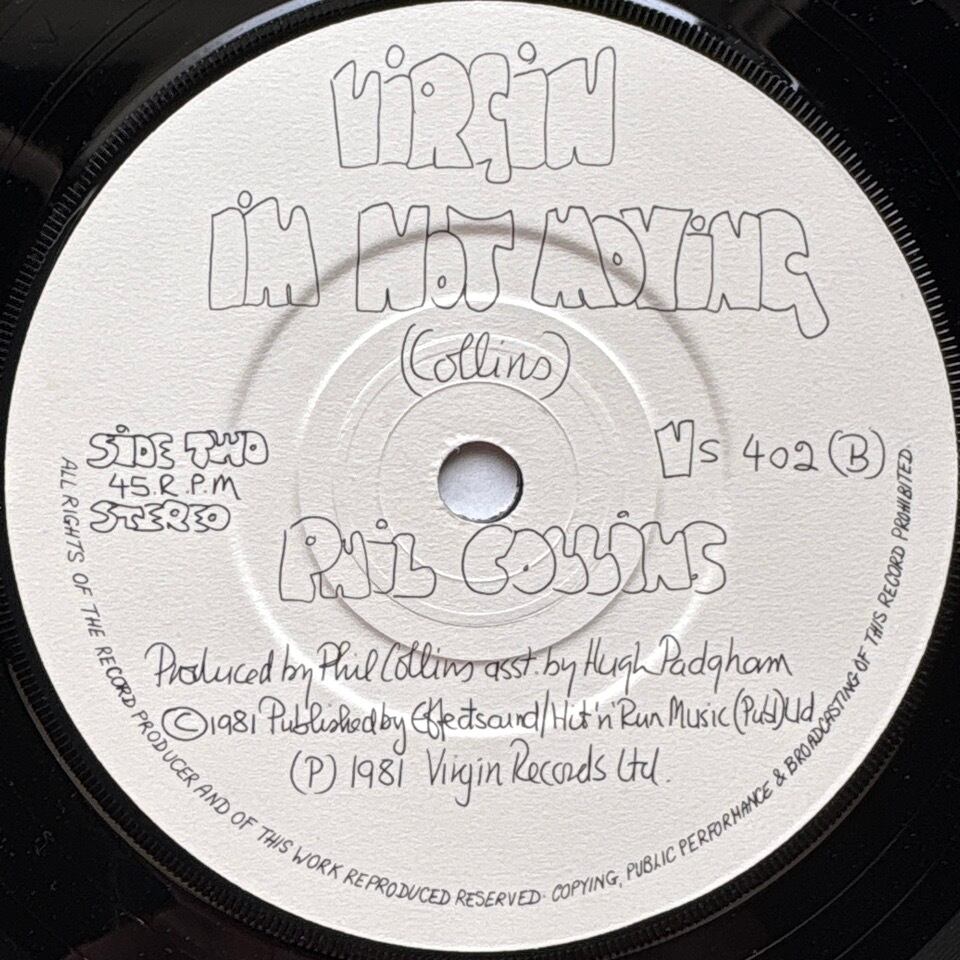 VIRGIN
IM NOT MOVING
(Collins)
SIDE TWO
45.R.P.M
STEREO
VS 402 (B)
PHIL COLLINS
Produced by Phil Collins asst. by Hugh Padgham
© 1981 Published by Effectsound/Hit'n'Run Music (Pub) Ltd
(P) 1981 Virgin Records Ltd.
ALL RIGHTS OF THE RECORD PRODUCER AND OF THIS WORK REPRODUCED RESERVED· COPYING, PUBLIC PERFORMANCE & BROADCASTING OF THIS RECORD PROHIBITED